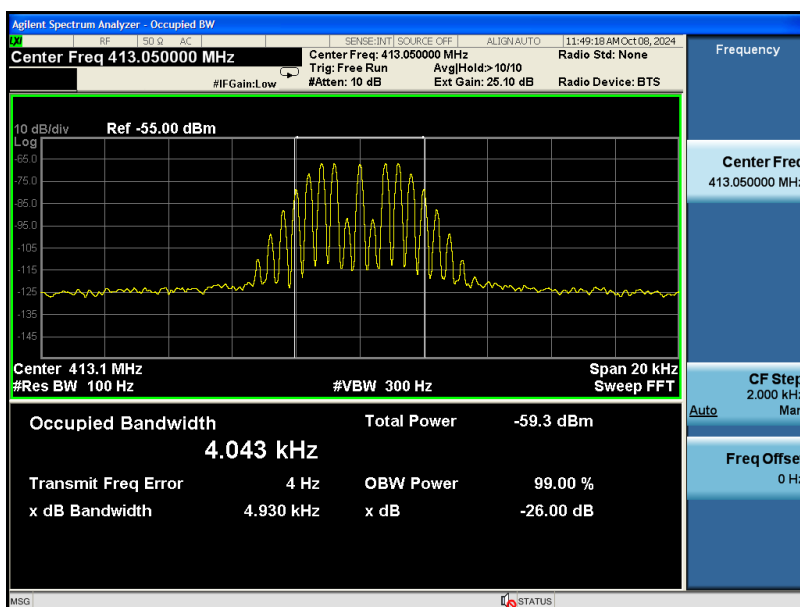 Agilent Spectrum Analyzer - Occupied BW
LXI RF 50 Ω AC SENSE:INT SOURCE OFF ALIGN AUTO 11:49:18 AM Oct 08, 2024
Center Freq 413.050000 MHz
Center Freq: 413.050000 MHz Radio Std: None
Trig: Free Run Avg|Hold:>10/10
#IFGain:Low #Atten: 10 dB Ext Gain: 25.10 dB Radio Device: BTS
10 dB/div Ref -55.00 dBm
Log
-65.0
-75.0
-85.0
-95.0
-105
-115
-125
-135
-145
Center 413.1 MHz Span 20 kHz
#Res BW 100 Hz #VBW 300 Hz Sweep FFT
Occupied Bandwidth Total Power -59.3 dBm
4.043 kHz
Transmit Freq Error 4 Hz OBW Power 99.00 %
x dB Bandwidth 4.930 kHz x dB -26.00 dB
MSG STATUS
Frequency
Center Freq
413.050000 MHz
CF Step
2.000 kHz
Auto Man
Freq Offset
0 Hz